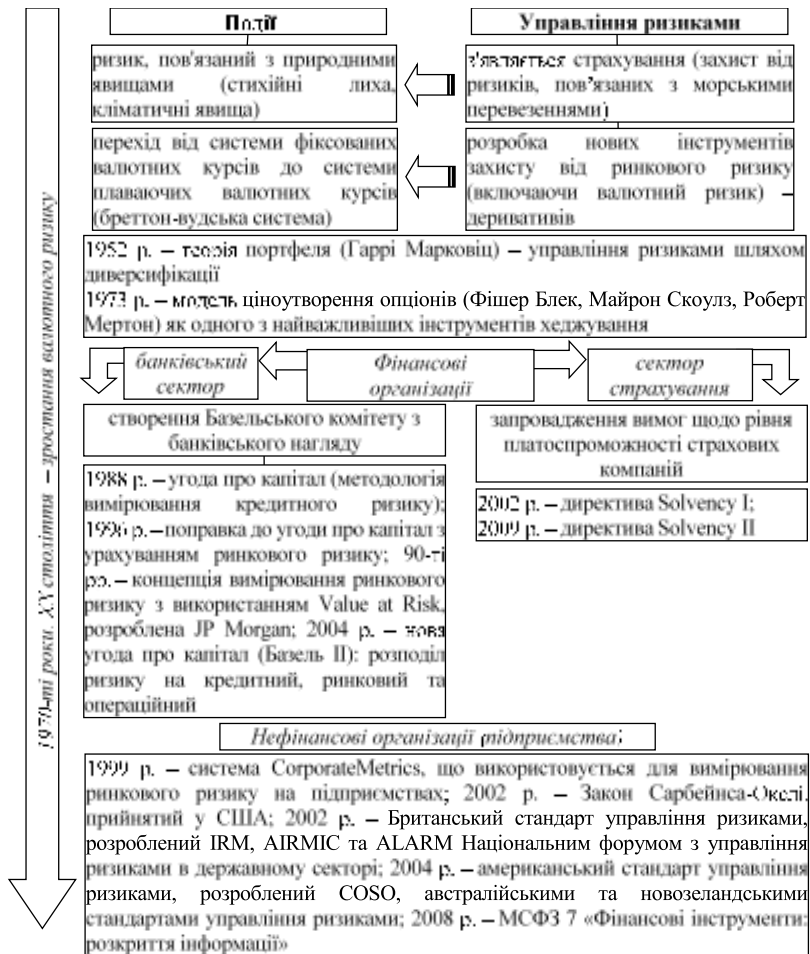 Події
Управління ризиками
ризик, пов'язаний з природними
явищами (стихійні лиха,
кліматичні явища)
з'являється страхування (захист від
ризиків, пов'язаних з морськими
перевезеннями)
перехід від системи фіксованих
валютних курсів до системи
плаваючих валютних курсів
(бреттон-вудська система)
розробка нових інструментів
захисту від ринкового ризику
(включаючи валютний ризик) –
деривативів
1970-ті роки. XX століття – зростання валютного ризику
1952 р. – теорія портфеля (Гаррі Марковіц) – управління ризиками шляхом
диверсифікації
1973 р. – модель ціноутворення опціонів (Фішер Блек, Майрон Скоулз, Роберт
Мертон) як одного з найважливіших інструментів хеджування
банківський
сектор
Фінансові
організації
сектор
страхування
створення Базельського комітету з
банківського нагляду
запровадження вимог щодо рівня
платоспроможності страхових
компаній
1988 р. – угода про капітал (методологія
вимірювання кредитного ризику);
1996 р. – поправка до угоди про капітал з
урахуванням ринкового ризику; 90-ті
рр. – концепція вимірювання ринкового
ризику з використанням Value at Risk,
розроблена JP Morgan; 2004 р. – нова
угода про капітал (Базель II): розподіл
ризику на кредитний, ринковий та
операційний
2002 р. – директива Solvency I;
2009 р. – директива Solvency II
Нефінансові організації (підприємства)
1999 р. – система CorporateMetrics, що використовується для вимірювання
ринкового ризику на підприємствах; 2002 р. – Закон Сарбейнса-Окслі,
прийнятий у США; 2002 р. – Британський стандарт управління ризиками,
розроблений IRM, AIRMIC та ALARM Національним форумом з управління
ризиками в державному секторі; 2004 р. – американський стандарт управління
ризиками, розроблений COSO, австралійськими та новозеландськими
стандартами управління ризиками; 2008 р. – МСФЗ 7 «Фінансові інструменти:
розкриття інформації»